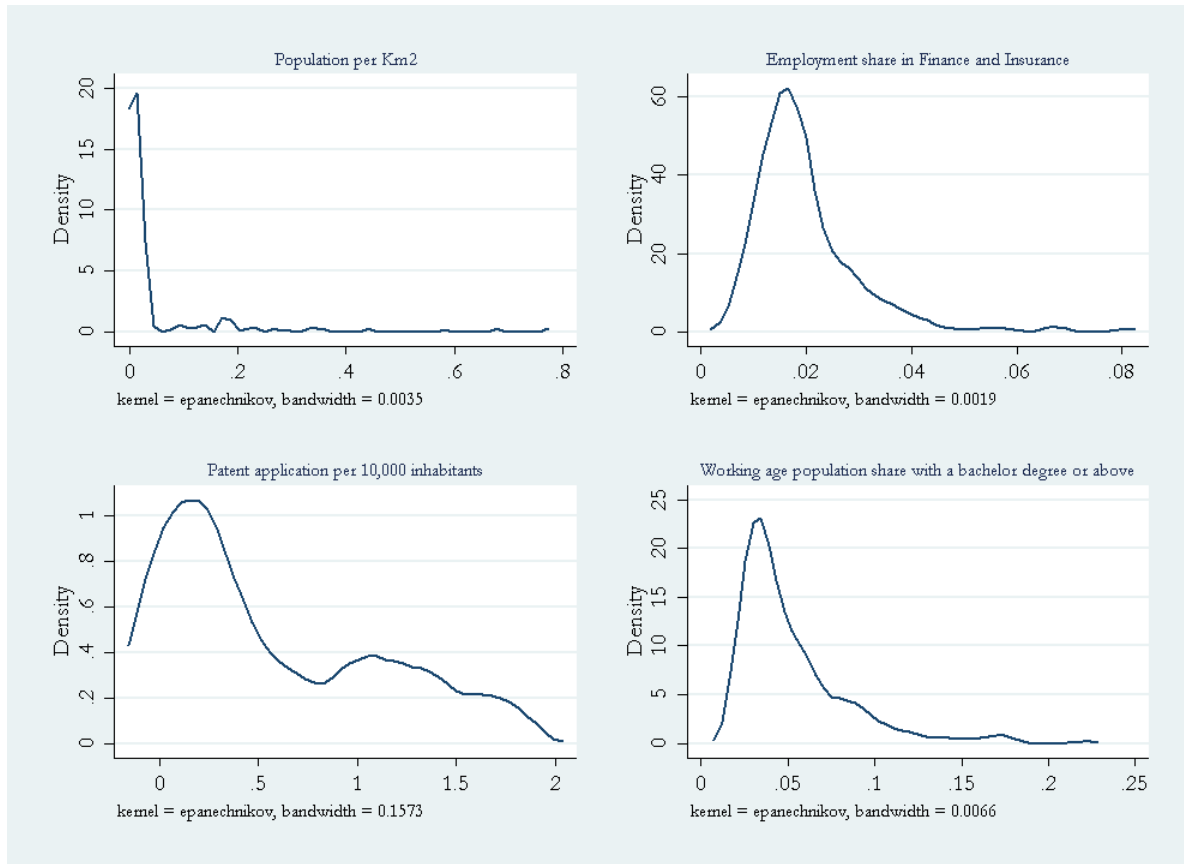 Population per Km2
Density
0
5
10
15
20
0 .2 .4 .6 .8
kernel = epanechnikov, bandwidth = 0.0035
Employment share in Finance and Insurance
Density
0
20
40
60
0 .02 .04 .06 .08
kernel = epanechnikov, bandwidth = 0.0019
Patent application per 10,000 inhabitants
Density
0
.2
.4
.6
.8
1
0 .5 1 1.5 2
kernel = epanechnikov, bandwidth = 0.1573
Working age population share with a bachelor degree or above
Density
0
5
10
15
20
25
0 .05 .1 .15 .2 .25
kernel = epanechnikov, bandwidth = 0.0066